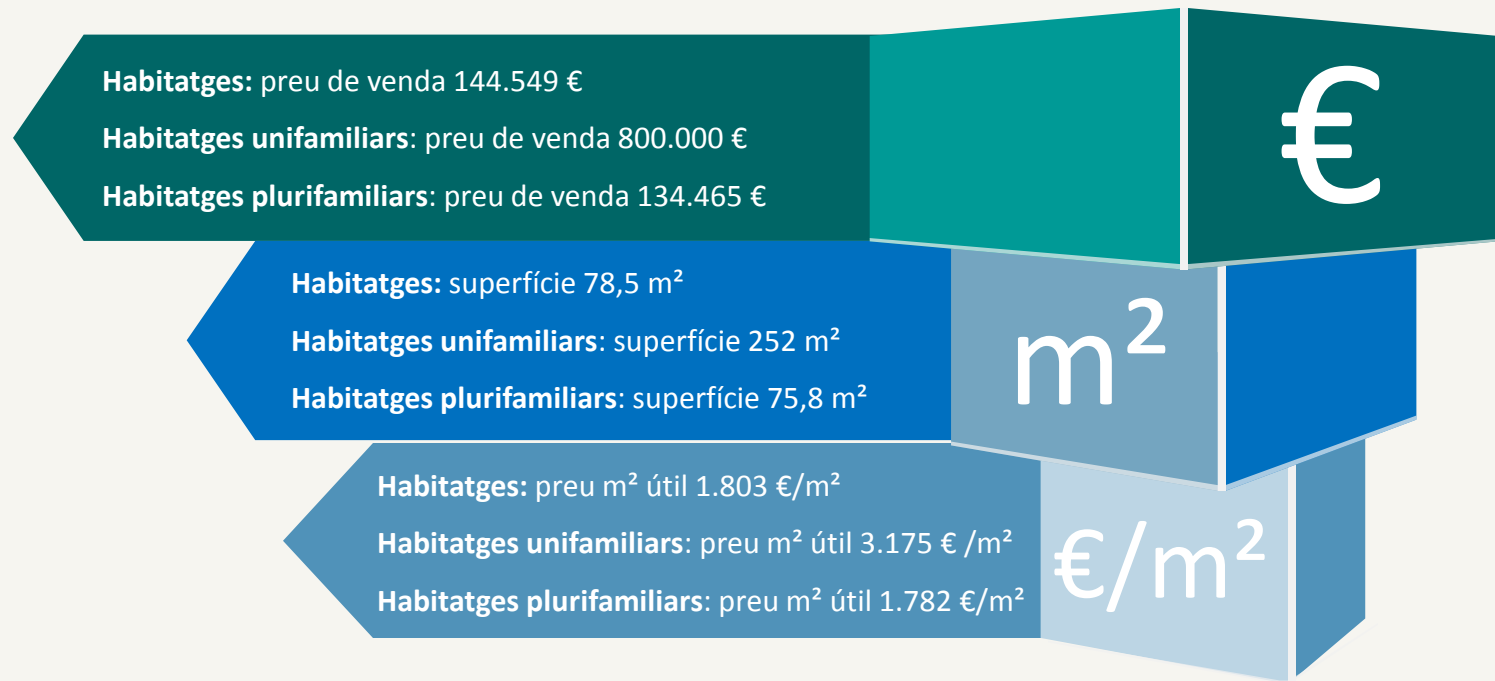 Habitatges: preu de venda 144.549 €
Habitatges unifamiliars: preu de venda 800.000 €
Habitatges plurifamiliars: preu de venda 134.465 €
€
Habitatges: superfície 78,5 m²
Habitatges unifamiliars: superfície 252 m²
Habitatges plurifamiliars: superfície 75,8 m²
m²
Habitatges: preu m² útil 1.803 €/m²
Habitatges unifamiliars: preu m² útil 3.175 € /m²
Habitatges plurifamiliars: preu m² útil 1.782 €/m²
€/m²